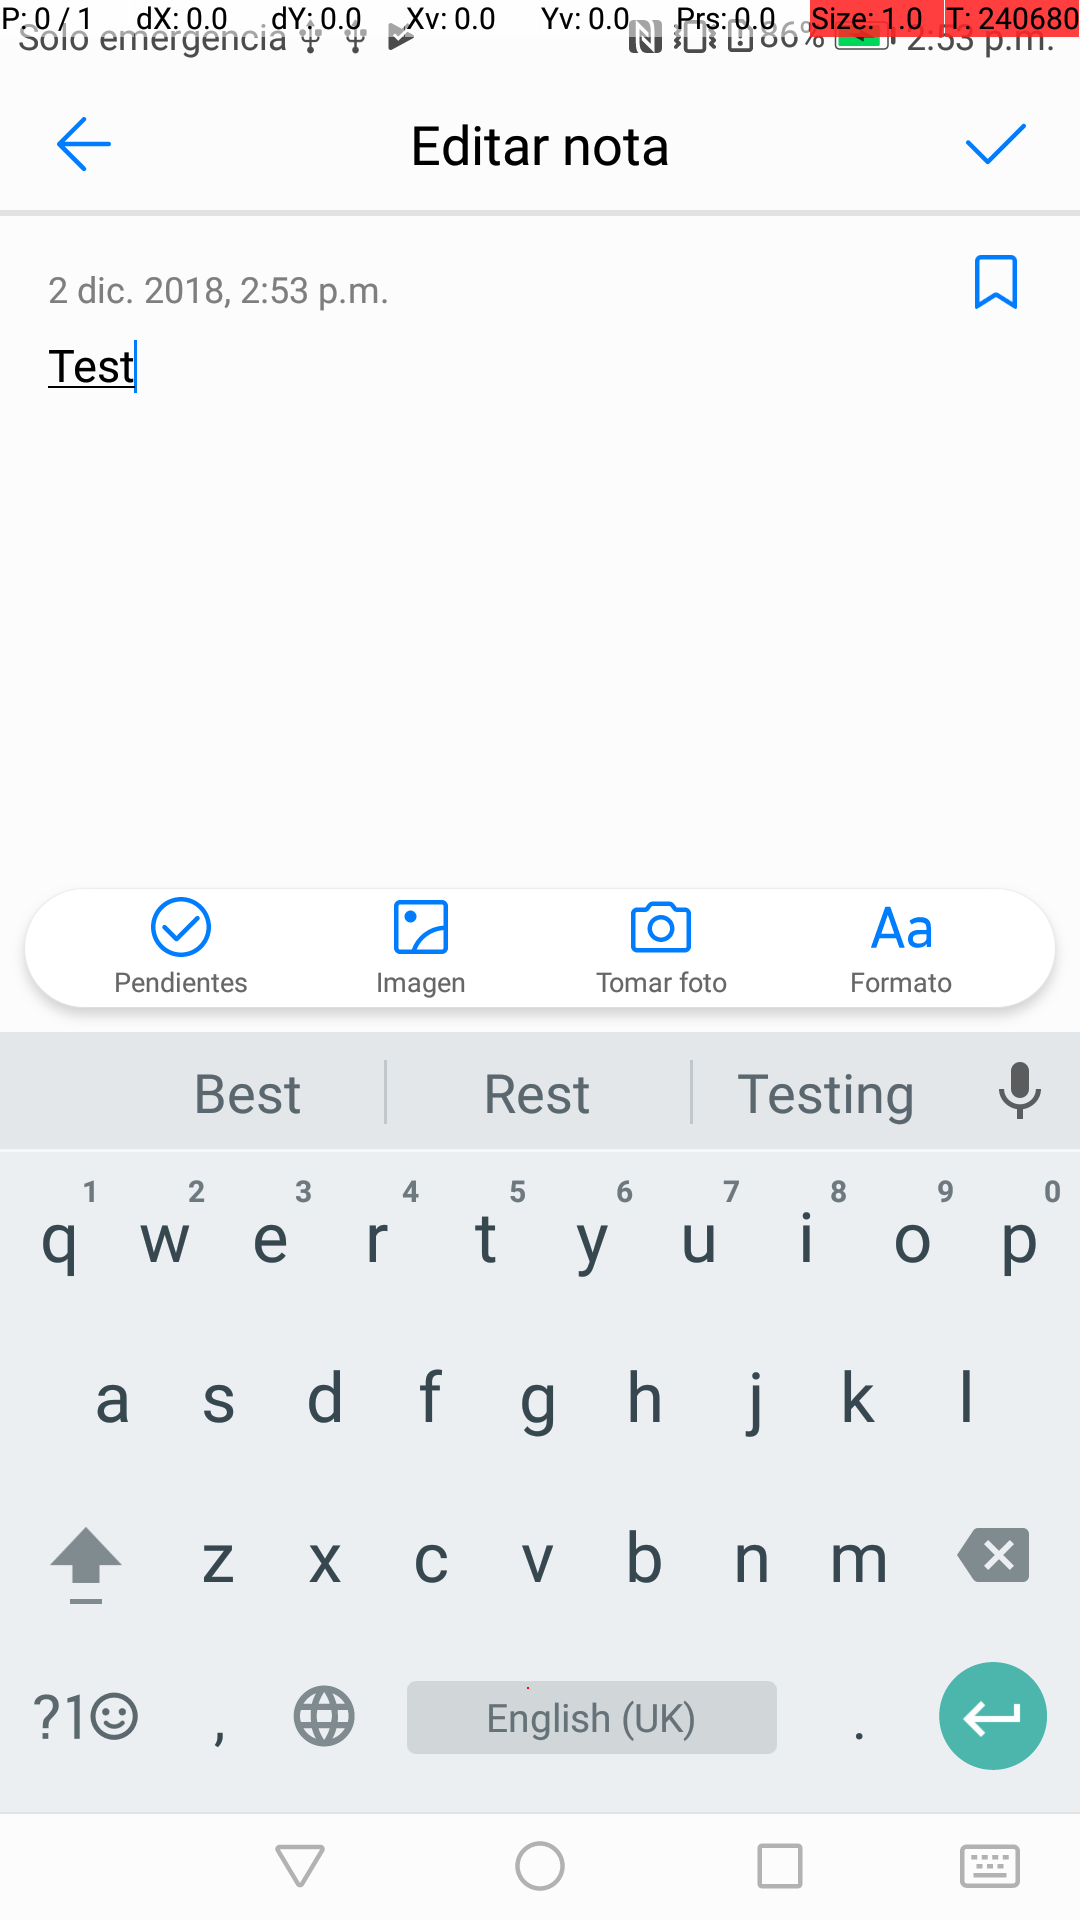 P: 0 / 1 dX: 0.0 dY: 0.0 Xv: 0.0 Yv: 0.0 Prs: 0.0 Size: 1.0 T: 240680
Solo emergencia 86% 2:53 p.m.
Editar nota
2 dic. 2018, 2:53 p.m.
Test
Pendientes Imagen Tomar foto Aa Formato
Best Rest Testing
1 2 3 4 5 6 7 8 9 0
q w e r t y u i o p
a s d f g h j k l
z x c v b n m
?1☺ , English (UK) .